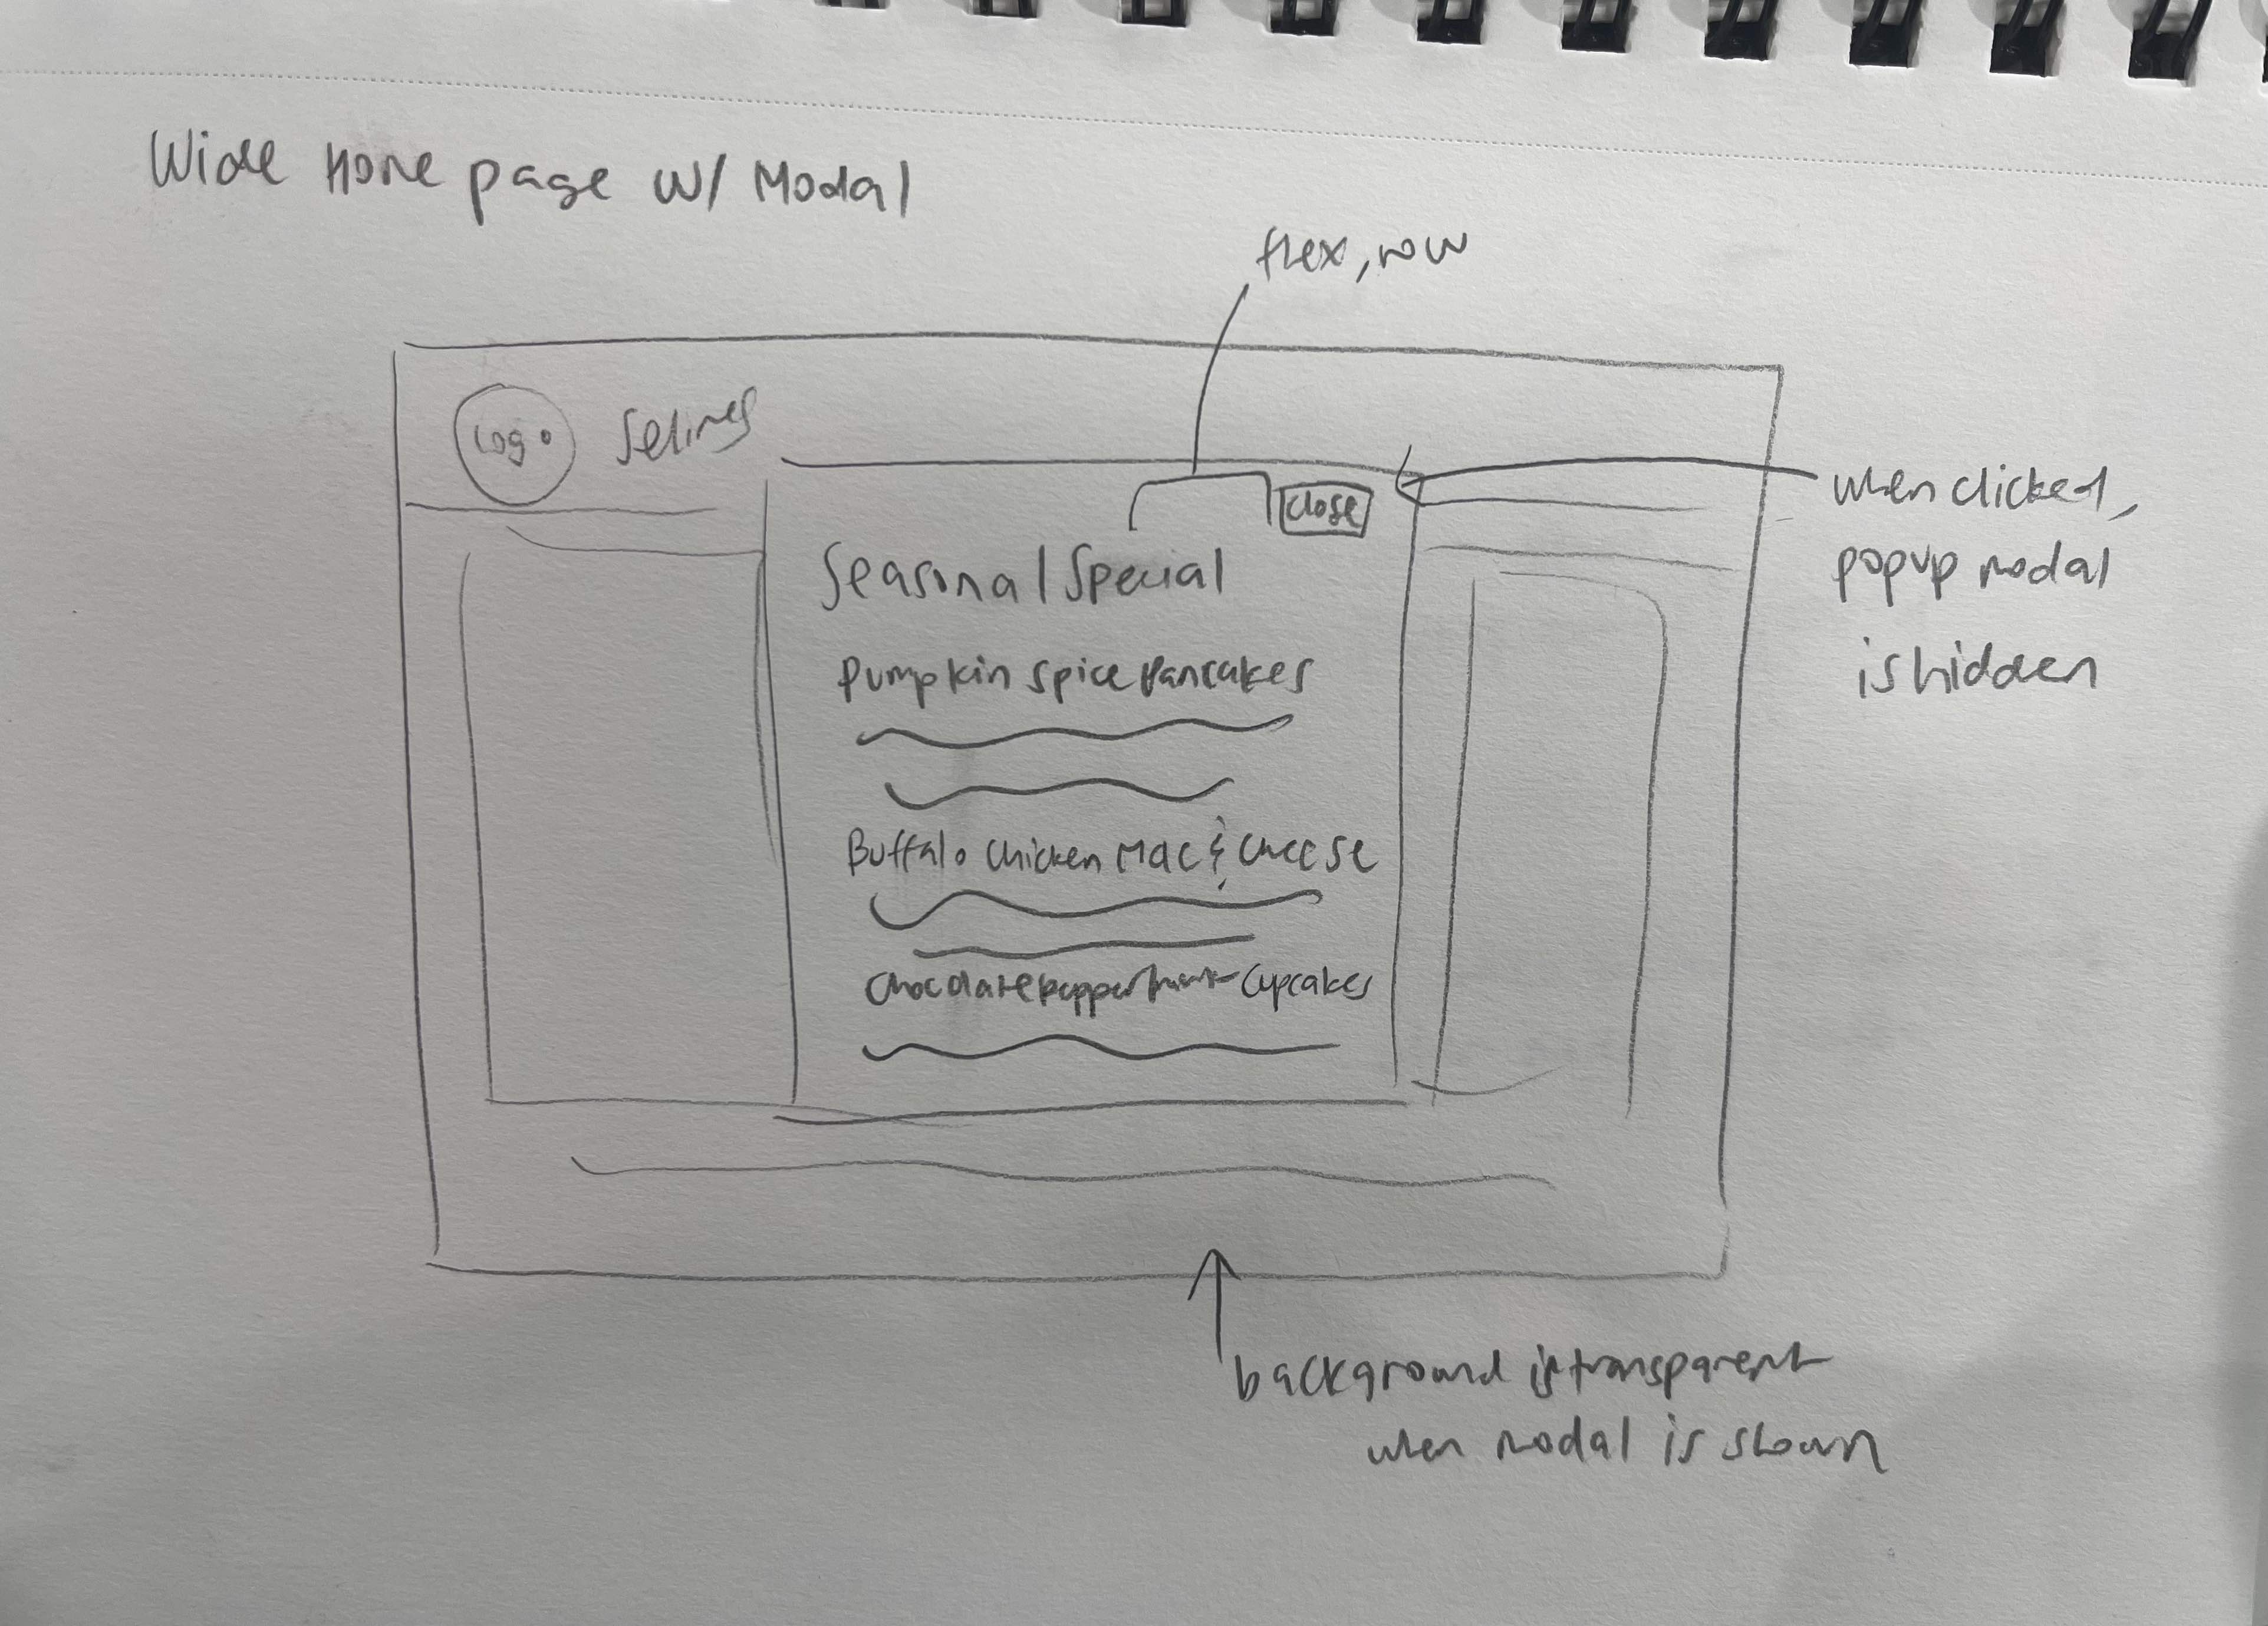 Wide Home page w/ Modal
flex, row
Logo Selines
Close
when clicked,
popup modal
is hidden
Seasonal Special
Pumpkin Spice Pancakes
Buffalo Chicken Mac & Cheese
Chocolate Peppermint Cupcakes
background is transparent
when modal is shown